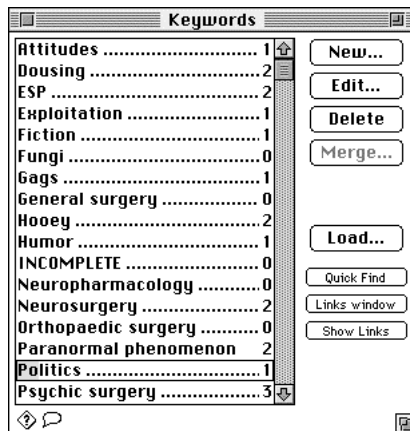 Keywords
Attitudes ............................ 1
Dousing ............................... 2
ESP ..................................... 2
Exploitation ........................ 1
Fiction ................................ 1
Fungi ................................... 0
Gags .................................... 1
General surgery ................. 0
Hooey .................................. 2
Humor ................................. 1
INCOMPLETE ....................... 0
Neuropharmacology ........... 0
Neurosurgery ..................... 2
Orthopaedic surgery .......... 0
Paranormal phenomenon 2
Politics ............................... 1
Psychic surgery .................. 3
New...
Edit...
Delete
Merge...
Load...
Quick Find
Links window
Show Links
?